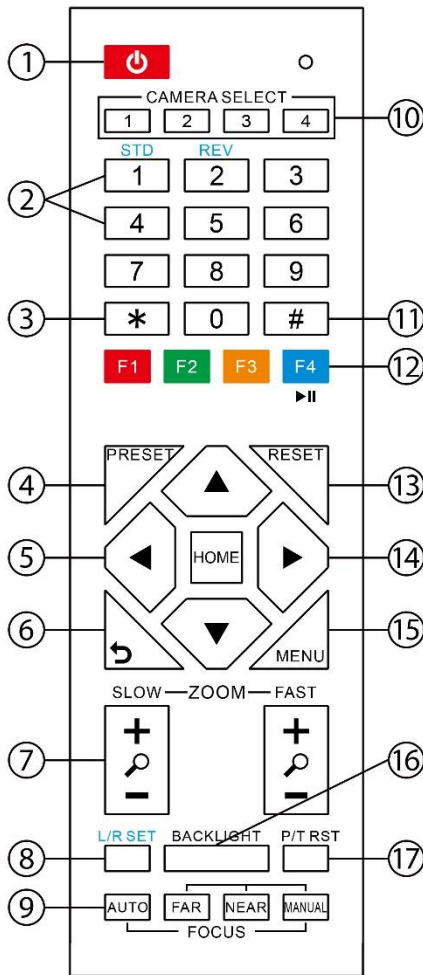 ①
CAMERA SELECT
1 2 3 4 ⑩
STD REV
② 1 2 3
4 5 6
7 8 9
③ * 0 # ⑪
F1 F2 F3 F4 ⑫
④ PRESET RESET ⑬
⑤ HOME ⑭
⑥ MENU ⑮
SLOW ZOOM FAST
⑦ + + ⑯
− −
L/R SET BACKLIGHT P/T RST
⑧ ⑰
⑨ AUTO FAR NEAR MANUAL
FOCUS